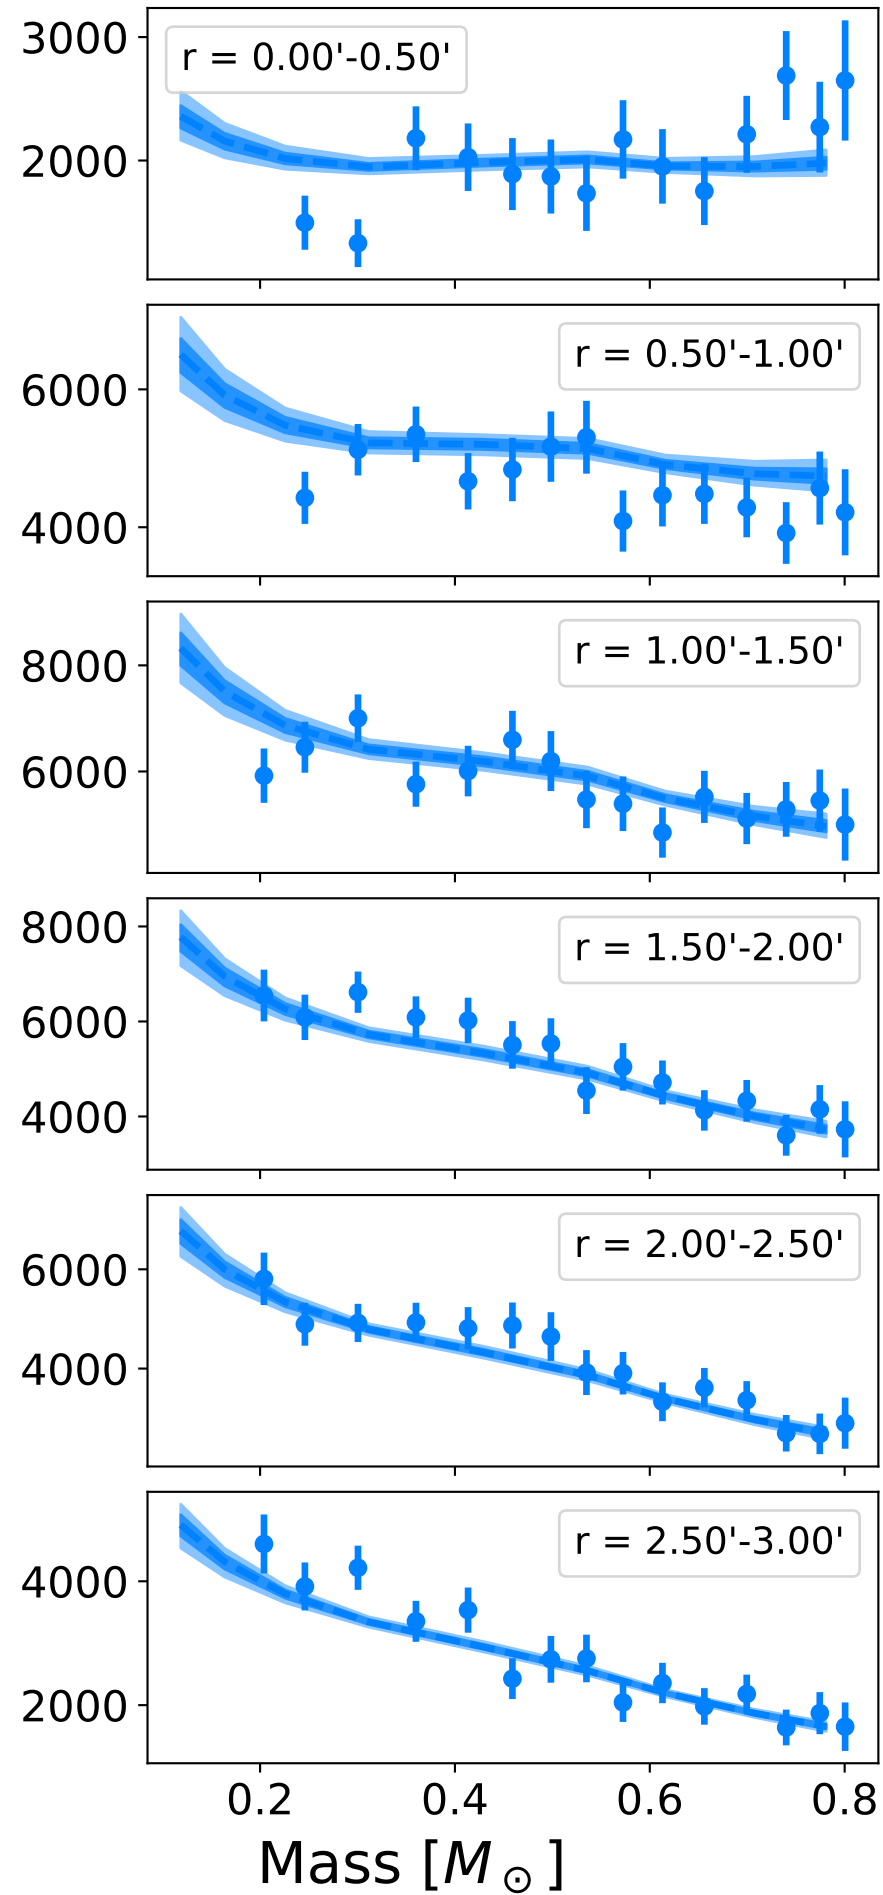 3000
r = 0.00'-0.50'
2000
r = 0.50'-1.00'
6000
4000
r = 1.00'-1.50'
8000
6000
8000
r = 1.50'-2.00'
6000
4000
r = 2.00'-2.50'
6000
4000
r = 2.50'-3.00'
4000
2000
0.2 0.4 0.6 0.8
Mass [M⊙]